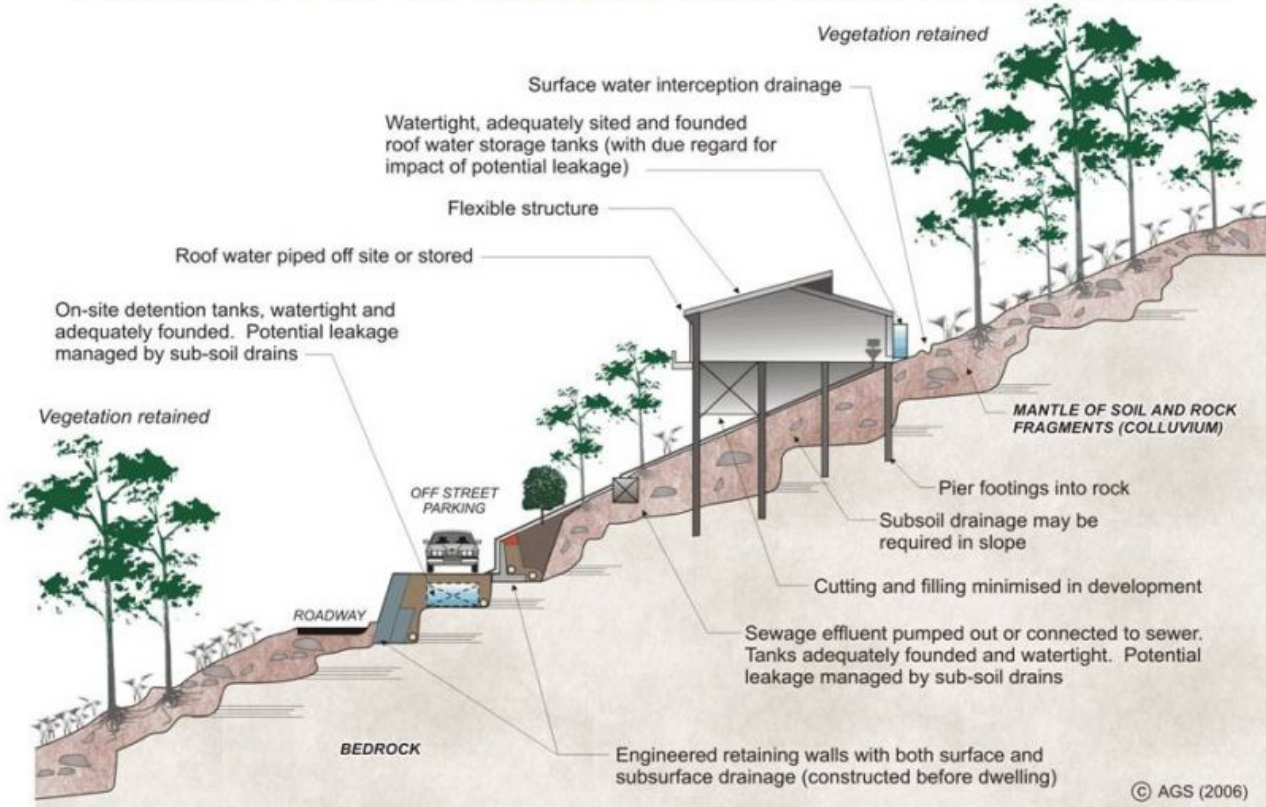 Vegetation retained
Surface water interception drainage
Watertight, adequately sited and founded
roof water storage tanks (with due regard for
impact of potential leakage)
Flexible structure
Roof water piped off site or stored
On-site detention tanks, watertight and
adequately founded. Potential leakage
managed by sub-soil drains
Vegetation retained
OFF STREET
PARKING
ROADWAY
MANTLE OF SOIL AND ROCK
FRAGMENTS (COLLUVIUM)
Pier footings into rock
Subsoil drainage may be
required in slope
Cutting and filling minimised in development
Sewage effluent pumped out or connected to sewer.
Tanks adequately founded and watertight. Potential
leakage managed by sub-soil drains
BEDROCK
Engineered retaining walls with both surface and
subsurface drainage (constructed before dwelling)
© AGS (2006)